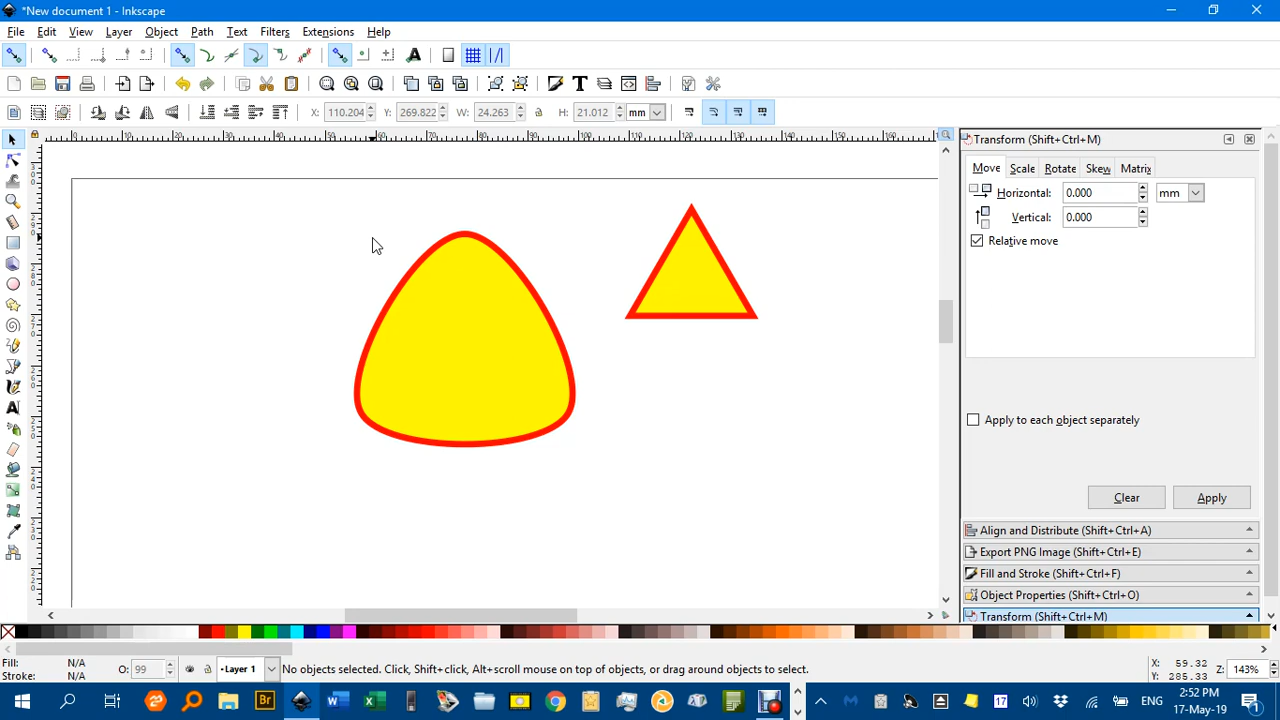 *New document 1 - Inkscape
File Edit View Layer Object Path Text Filters Extensions Help
X: 110.204 Y: 269.822 W: 24.263 H: 21.012 mm
Transform (Shift+Ctrl+M)
Move Scale Rotate Skew Matrix
Horizontal: 0.000 mm
Vertical: 0.000
Relative move
Apply to each object separately
Clear Apply
Align and Distribute (Shift+Ctrl+A)
Export PNG Image (Shift+Ctrl+E)
Fill and Stroke (Shift+Ctrl+F)
Object Properties (Shift+Ctrl+O)
Transform (Shift+Ctrl+M)
Fill: N/A
Stroke: N/A
O: 99
Layer 1
No objects selected. Click, Shift+click, Alt+scroll mouse on top of objects, or drag around objects to select.
X: 59.32
Y: 285.33
Z: 143%
Br
17
ENG
2:52 PM
17-May-19
1